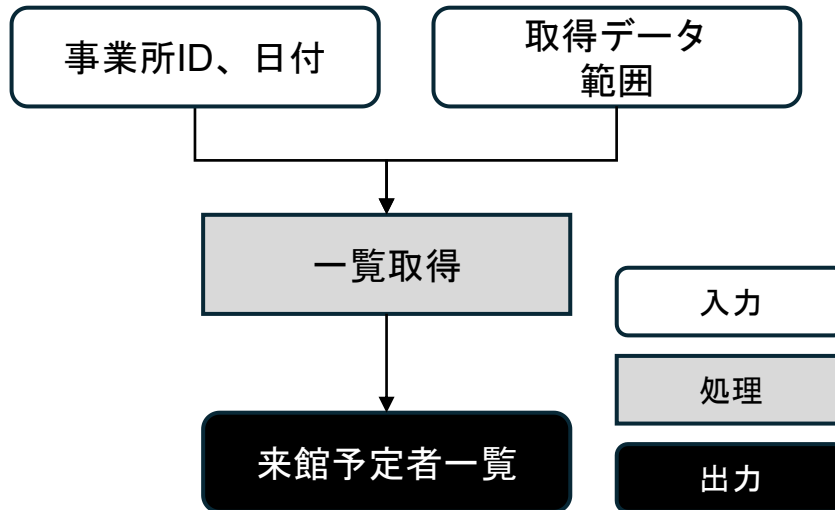 事業所ID、日付
取得データ
範囲
一覧取得
入力
処理
来館予定者一覧
出力